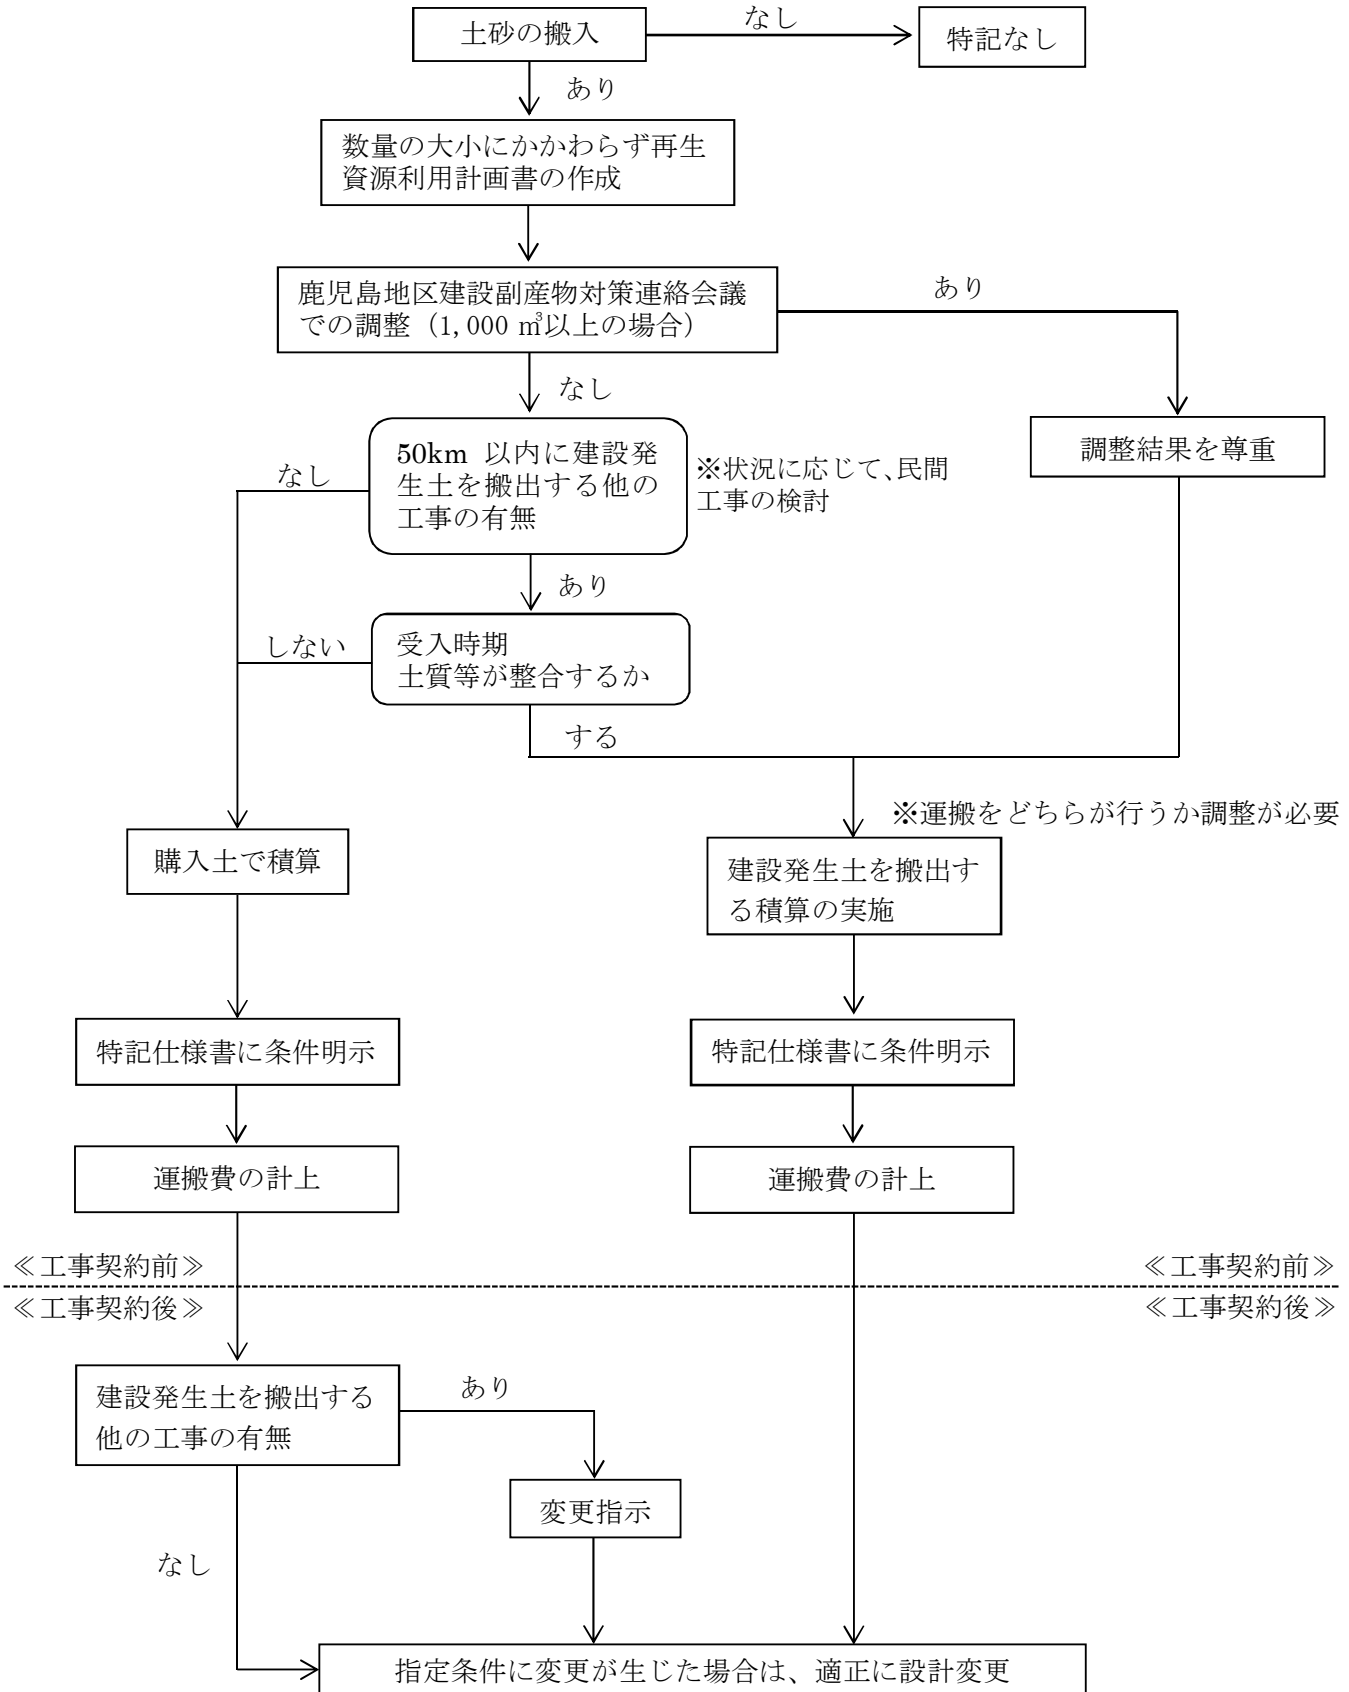 土砂の搬入
なし
特記なし
あり
数量の大小にかかわらず再生
資源利用計画書の作成
鹿児島地区建設副産物対策連絡会議
での調整（1,000 ㎥以上の場合）
あり
なし
調整結果を尊重
50km 以内に建設発
生土を搬出する他の
工事の有無
※状況に応じて、民間
工事の検討
なし
あり
受入時期
土質等が整合するか
しない
する
※運搬をどちらが行うか調整が必要
購入土で積算
建設発生土を搬出す
る積算の実施
特記仕様書に条件明示
特記仕様書に条件明示
運搬費の計上
運搬費の計上
≪工事契約前≫
≪工事契約前≫
≪工事契約後≫
≪工事契約後≫
建設発生土を搬出する
他の工事の有無
あり
変更指示
なし
指定条件に変更が生じた場合は、適正に設計変更